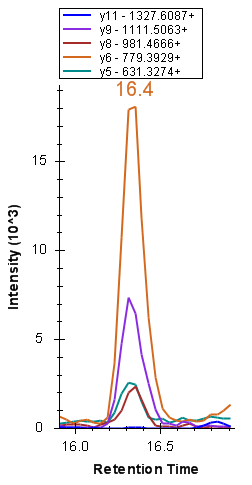 y11 - 1327.6087+
y9 - 1111.5063+
y8 - 981.4666+
y6 - 779.3929+
y5 - 631.3274+
16.4
15
10
5
0
Intensity (10^3)
16.0 16.5
Retention Time